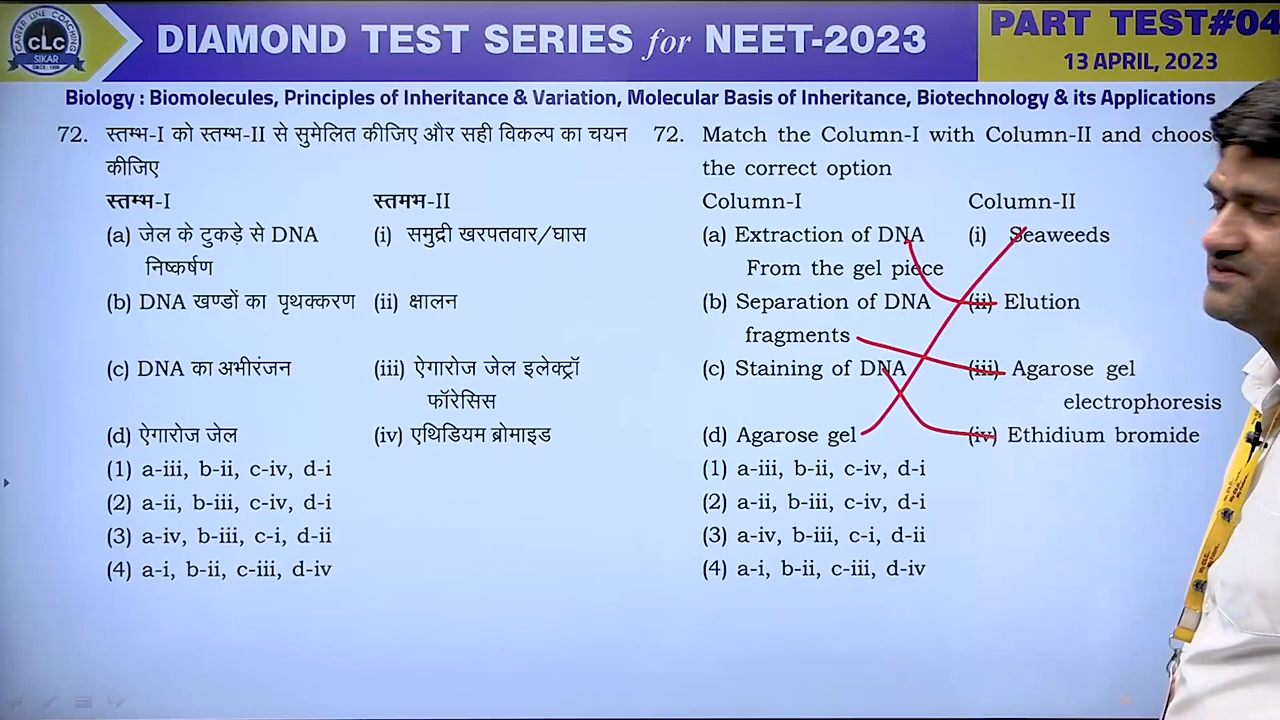 CAREER LINE COACHING
CLC
SIKAR
DIAMOND TEST SERIES for NEET-2023
PART TEST#04
13 APRIL, 2023
Biology : Biomolecules, Principles of Inheritance & Variation, Molecular Basis of Inheritance, Biotechnology & its Applications
72. स्तम्भ-I को स्तम्भ-II से सुमेलित कीजिए और सही विकल्प का चयन
कीजिए
स्तम्भ-I स्तमभ-II
(a) जेल के टुकड़े से DNA (i) समुद्री खरपतवार/घास
निष्कर्षण
(b) DNA खण्डों का पृथक्करण (ii) क्षालन
(c) DNA का अभीरंजन (iii) ऐगारोज जेल इलेक्ट्रॉ
फॉरेसिस
(d) ऐगारोज जेल (iv) एथिडियम ब्रोमाइड
(1) a-iii, b-ii, c-iv, d-i
(2) a-ii, b-iii, c-iv, d-i
(3) a-iv, b-iii, c-i, d-ii
(4) a-i, b-ii, c-iii, d-iv
72. Match the Column-I with Column-II and choose
the correct option
Column-I Column-II
(a) Extraction of DNA (i) Seaweeds
From the gel piece
(b) Separation of DNA (ii) Elution
fragments
(c) Staining of DNA (iii) Agarose gel
electrophoresis
(d) Agarose gel (iv) Ethidium bromide
(1) a-iii, b-ii, c-iv, d-i
(2) a-ii, b-iii, c-iv, d-i
(3) a-iv, b-iii, c-i, d-ii
(4) a-i, b-ii, c-iii, d-iv